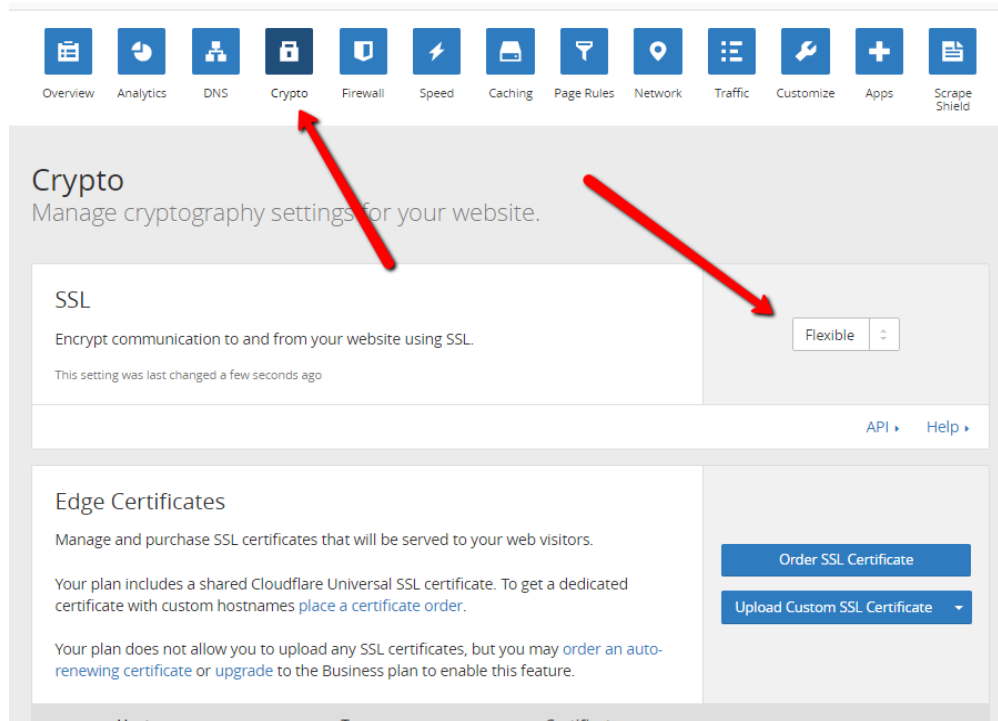 Overview
Analytics
DNS
Crypto
Firewall
Speed
Caching
Page Rules
Network
Traffic
Customize
Apps
Scrape
Shield
Crypto
Manage cryptography settings for your website.
SSL
Encrypt communication to and from your website using SSL.
This setting was last changed a few seconds ago
Flexible
API
Help
Edge Certificates
Manage and purchase SSL certificates that will be served to your web visitors.
Your plan includes a shared Cloudflare Universal SSL certificate. To get a dedicated
certificate with custom hostnames place a certificate order.
Your plan does not allow you to upload any SSL certificates, but you may order an auto-
renewing certificate or upgrade to the Business plan to enable this feature.
Order SSL Certificate
Upload Custom SSL Certificate